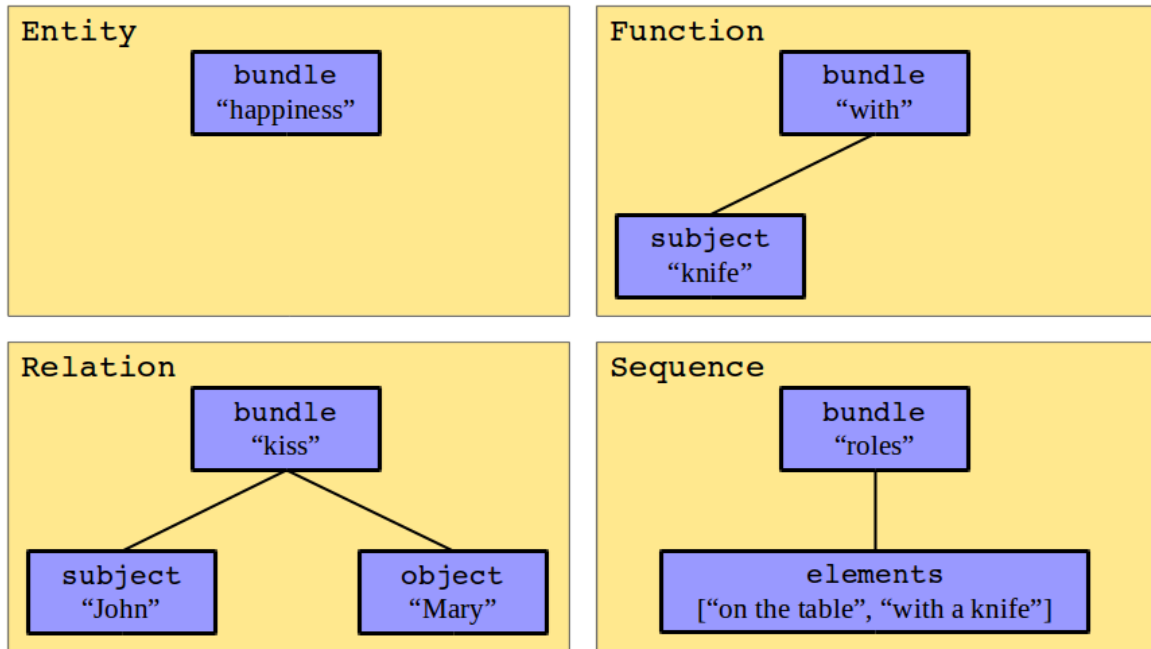 Entity
bundle
“happiness”
Function
bundle
“with”
subject
“knife”
Relation
bundle
“kiss”
subject
“John”
object
“Mary”
Sequence
bundle
“roles”
elements
[“on the table”, “with a knife”]